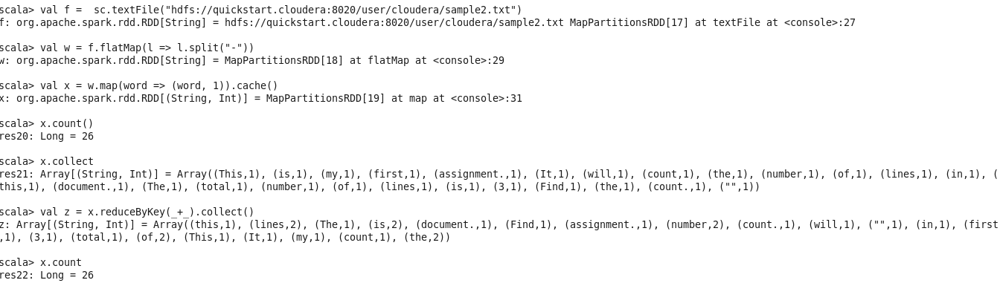 scala> val f =  sc.textFile("hdfs://quickstart.cloudera:8020/user/cloudera/sample2.txt")
f: org.apache.spark.rdd.RDD[String] = hdfs://quickstart.cloudera:8020/user/cloudera/sample2.txt MapPartitionsRDD[17] at textFile at <console>:27
scala> val w = f.flatMap(l => l.split("-"))
w: org.apache.spark.rdd.RDD[String] = MapPartitionsRDD[18] at flatMap at <console>:29
scala> val x = w.map(word => (word, 1)).cache()
x: org.apache.spark.rdd.RDD[(String, Int)] = MapPartitionsRDD[19] at map at <console>:31
scala> x.count()
res20: Long = 26
scala> x.collect
res21: Array[(String, Int)] = Array((This,1), (is,1), (my,1), (first,1), (assignment.,1), (It,1), (will,1), (count,1), (the,1), (number,1), (of,1), (lines,1), (in,1), (
this,1), (document.,1), (The,1), (total,1), (number,1), (of,1), (lines,1), (is,1), (3,1), (Find,1), (the,1), (count.,1), ("",1))
scala> val z = x.reduceByKey(_+_).collect()
z: Array[(String, Int)] = Array((this,1), (lines,2), (The,1), (is,2), (document.,1), (Find,1), (assignment.,1), (number,2), (count.,1), (will,1), ("",1), (in,1), (first
,1), (3,1), (total,1), (of,2), (This,1), (It,1), (my,1), (count,1), (the,2))
scala> x.count
res22: Long = 26